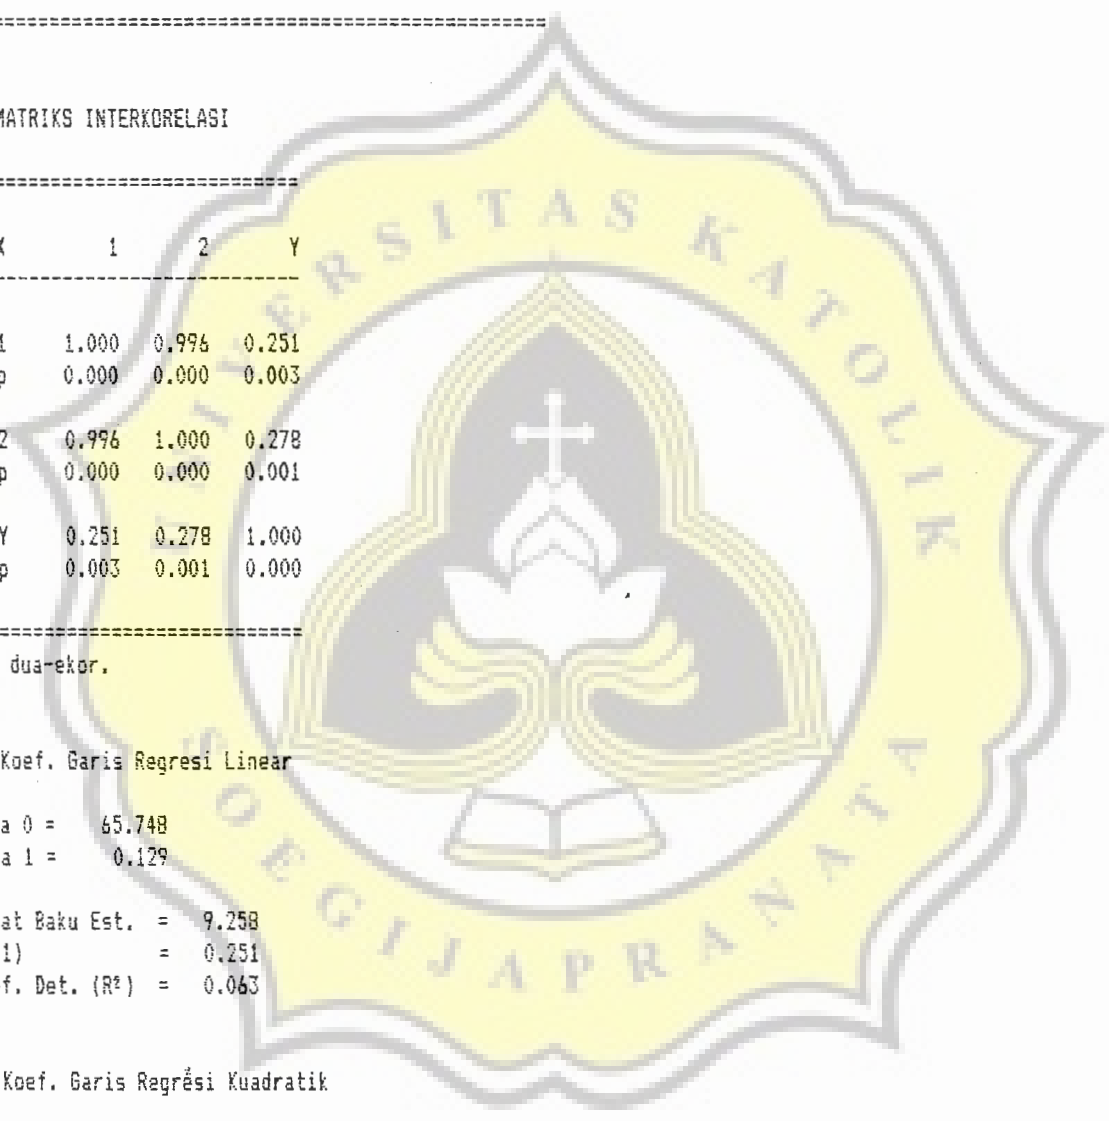 ==================================================
MATRIKS INTERKORELASI
==============================
X 1 2 Y
------------------------------
1 1.000 0.996 0.251
p 0.000 0.000 0.003
2 0.996 1.000 0.278
p 0.000 0.000 0.001
Y 0.251 0.278 1.000
p 0.003 0.001 0.000
==============================
dua-ekor.
Koef. Garis Regresi Linear
a 0 = 65.748
a 1 = 0.129
at Baku Est. = 9.258
1) = 0.251
f. Det. (R²) = 0.063
Koef. Garis Regresi Kuadratik
UNIVERSITAS KATOLIK
SOEGIJAPRANATA